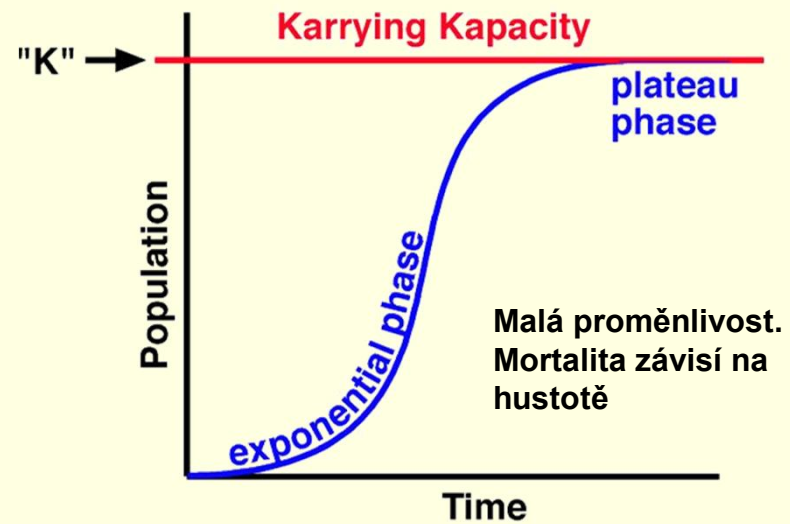 Karrying Kapacity
"K"
plateau
phase
Population
exponential phase
Malá proměnlivost.
Mortalita závisí na
hustotě
Time